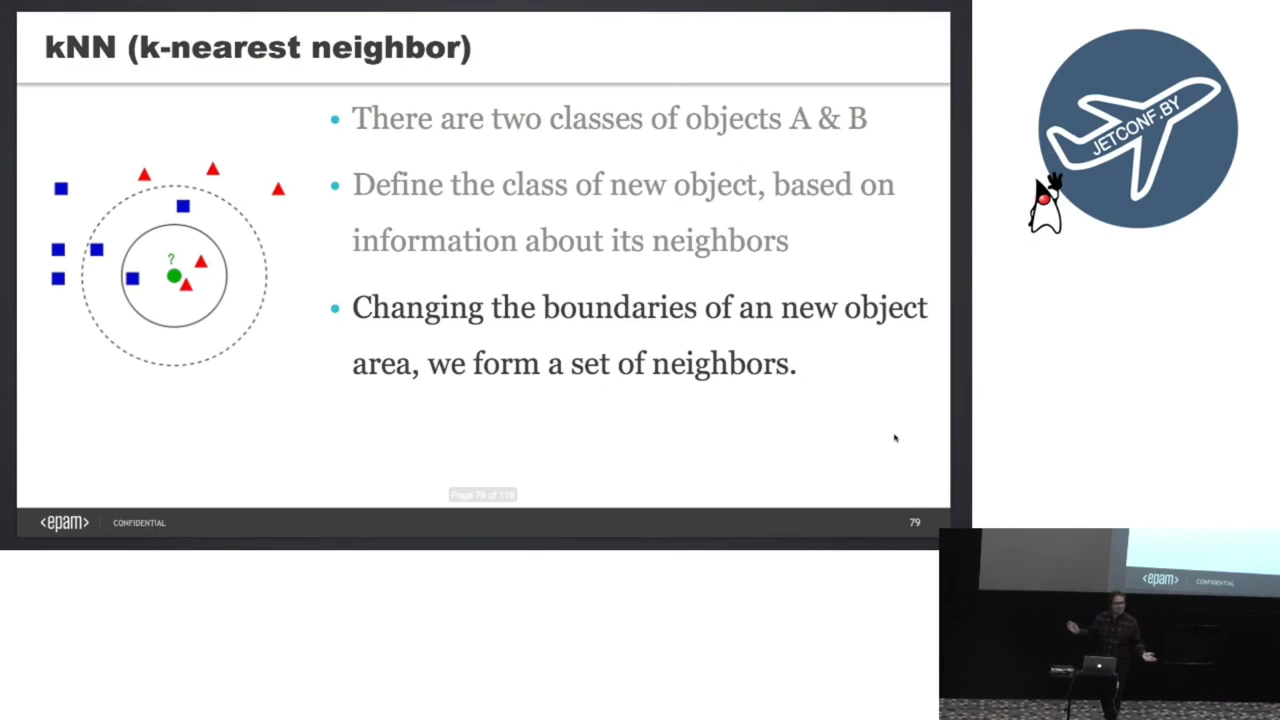 kNN (k-nearest neighbor)
There are two classes of objects A & B
Define the class of new object, based on
information about its neighbors
Changing the boundaries of an new object
area, we form a set of neighbors.
?
Page 79 of 116
<epam> CONFIDENTIAL 79
JETCONF.BY
<epam> CONFIDENTIAL